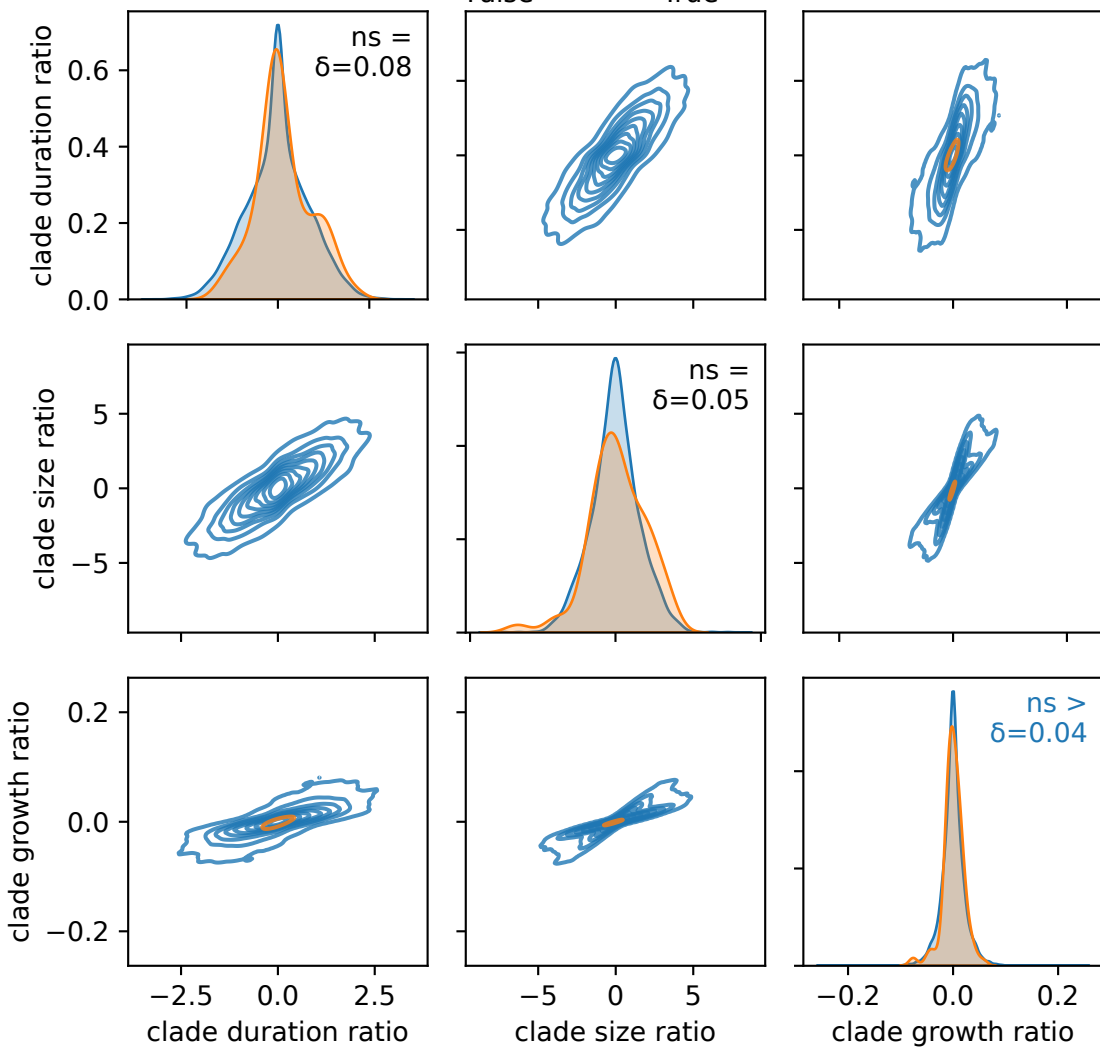 clade duration ratio
0.6
0.4
0.2
0.0
ns =
δ=0.08
clade size ratio
5
0
−5
ns =
δ=0.05
clade growth ratio
0.2
0.0
−0.2
ns >
δ=0.04
−2.5 0.0 2.5
clade duration ratio
−5 0 5
clade size ratio
−0.2 0.0 0.2
clade growth ratio